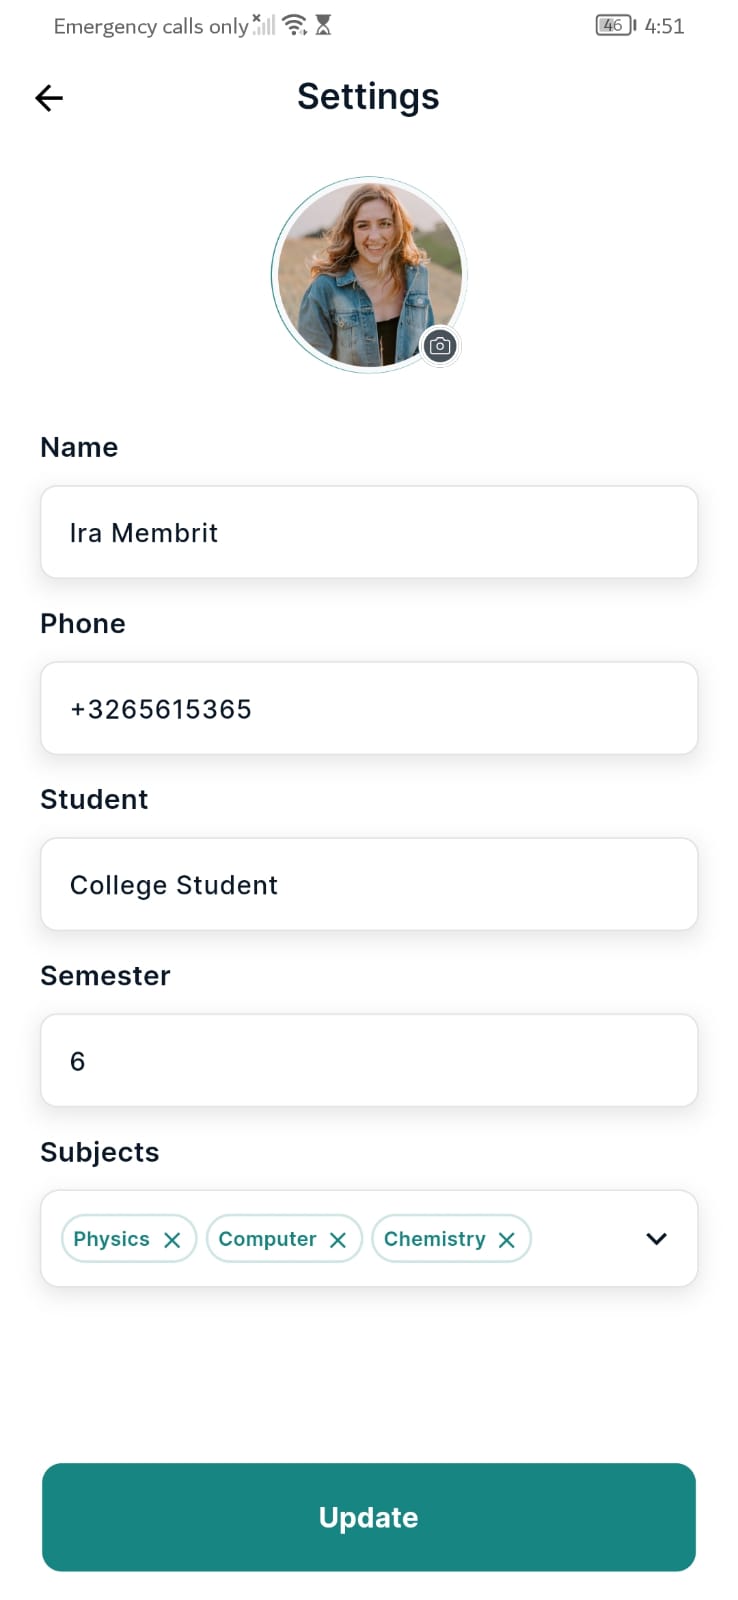 Emergency calls only 46 4:51
Settings
Name
Ira Membrit
Phone
+3265615365
Student
College Student
Semester
6
Subjects
Physics Computer Chemistry
Update